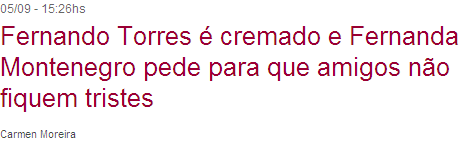 05/09 - 15:26hs
Fernando Torres é cremado e Fernanda
Montenegro pede para que amigos não
fiquem tristes
Carmen Moreira